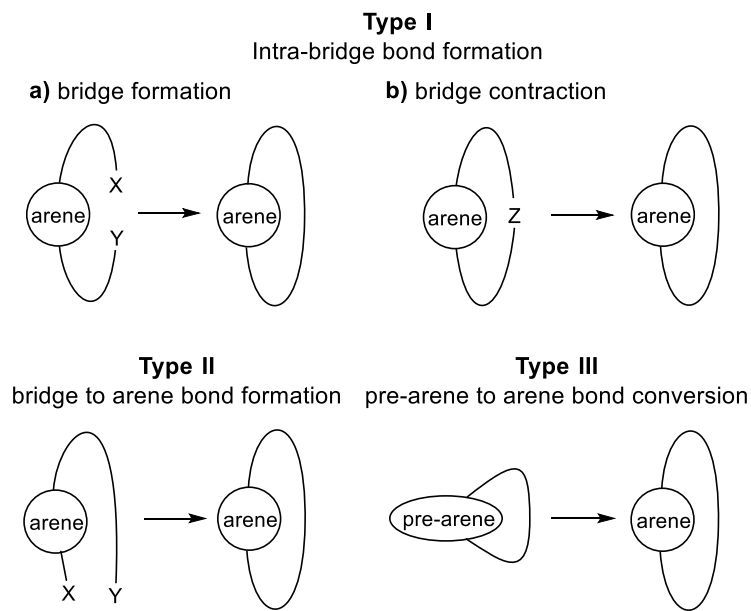 Type I
Intra-bridge bond formation
a) bridge formation
b) bridge contraction
arene
X
Y
arene
arene
Z
arene
Type II
bridge to arene bond formation
Type III
pre-arene to arene bond conversion
arene
X
Y
arene
pre-arene
arene